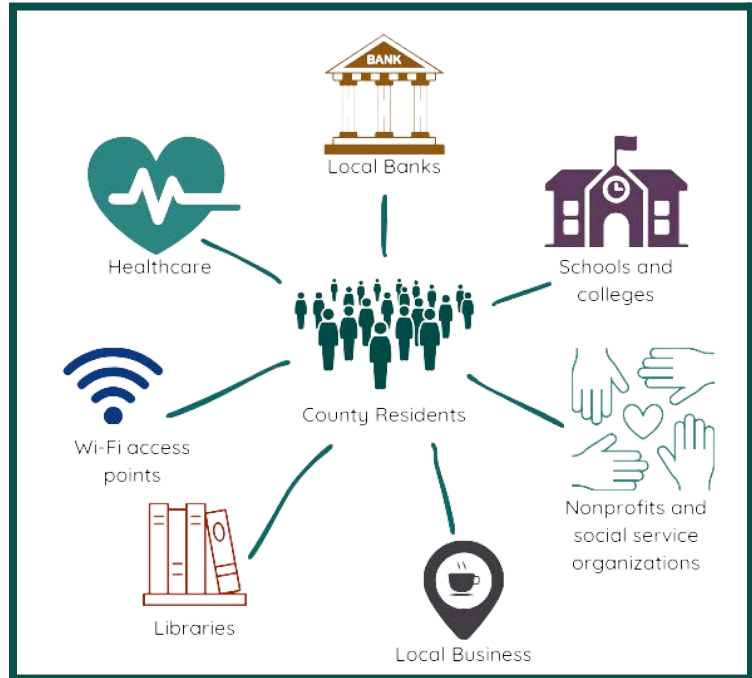 BANK
Local Banks
Healthcare
Schools and
colleges
County Residents
Wi-Fi access
points
Nonprofits and
social service
organizations
Libraries
Local Business